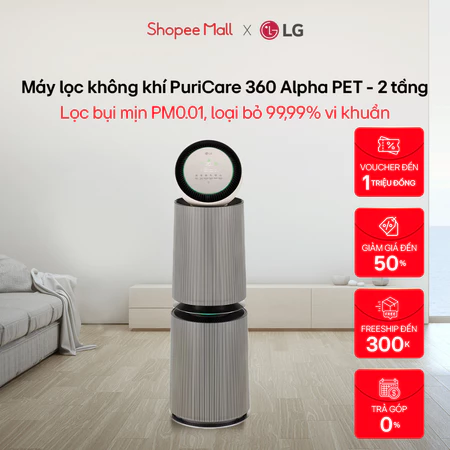 Shopee Mall X LG
Máy lọc không khí PuriCare 360 Alpha PET - 2 tầng
Lọc bụi mịn PM0.01, loại bỏ 99,99% vi khuẩn
VOUCHER ĐẾN
1 TRIỆU ĐỒNG
GIẢM GIÁ ĐẾN
50%
FREE
FREESHIP ĐẾN
300K
TRẢ GÓP
0%